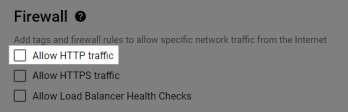 Firewall
Add tags and firewall rules to allow specific network traffic from the Internet
Allow HTTP traffic
Allow HTTPS traffic
Allow Load Balancer Health Checks